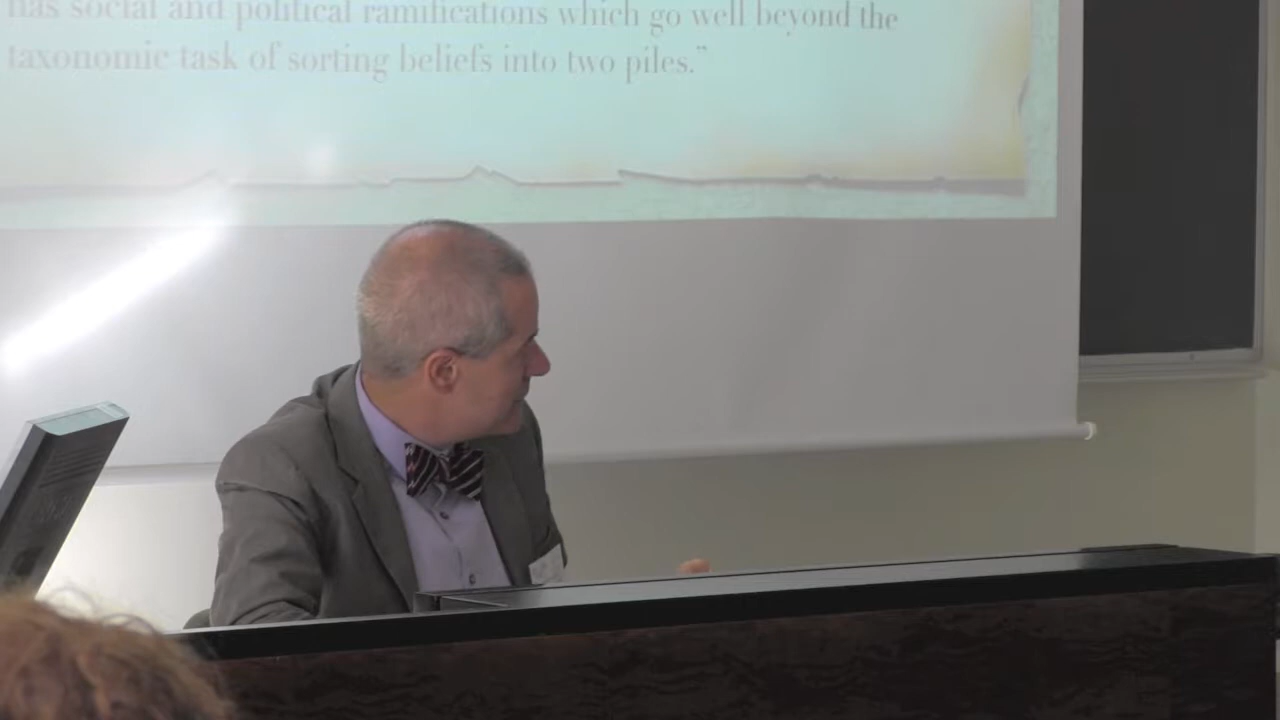 has social and political ramifications which go well beyond the
taxonomic task of sorting beliefs into two piles.”